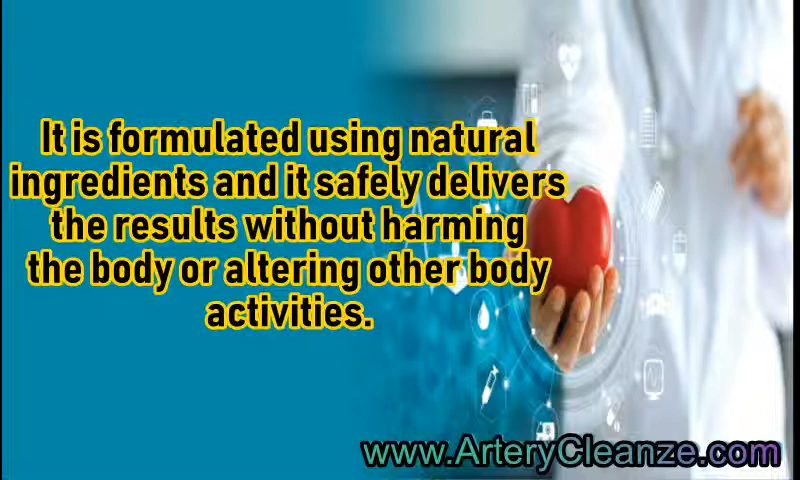 It is formulated using natural
ingredients and it safely delivers
the results without harming
the body or altering other body
activities.
www.ArteryCleanze.com